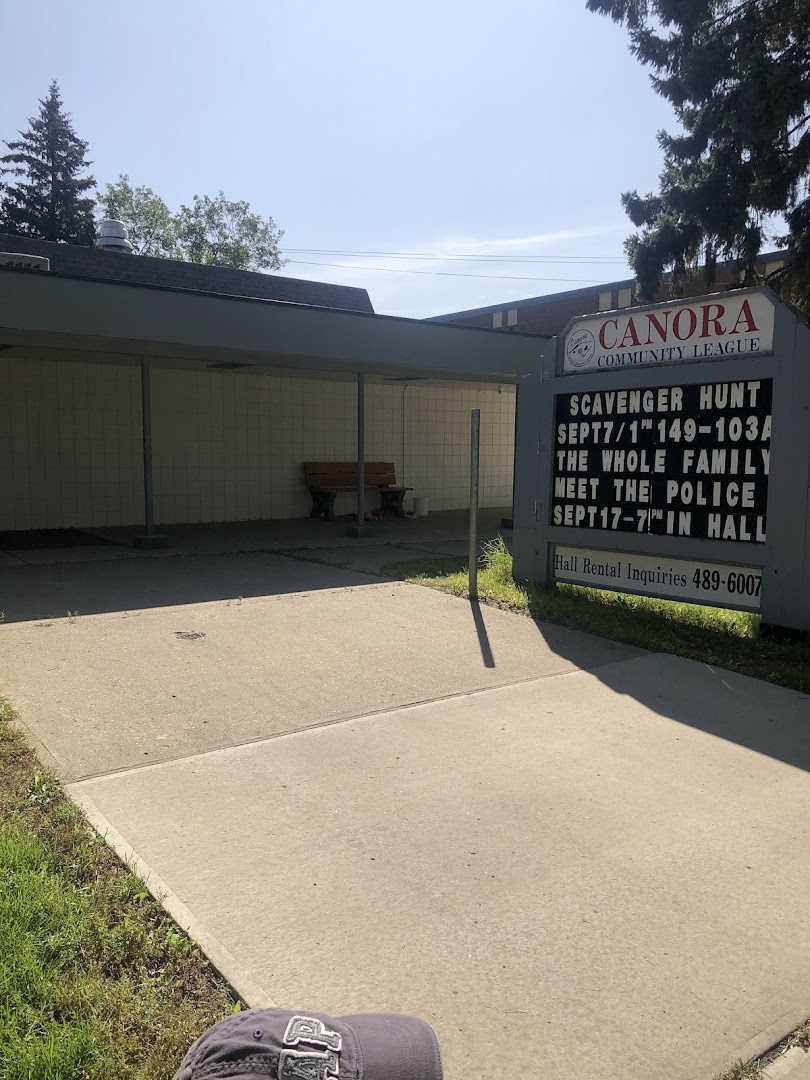 CANORA
COMMUNITY LEAGUE
SCAVENGER HUNT
SEPT7/1PM 149-103A
THE WHOLE FAMILY
MEET THE POLICE
SEPT17-7PM IN HALL
Hall Rental Inquiries 489-6007